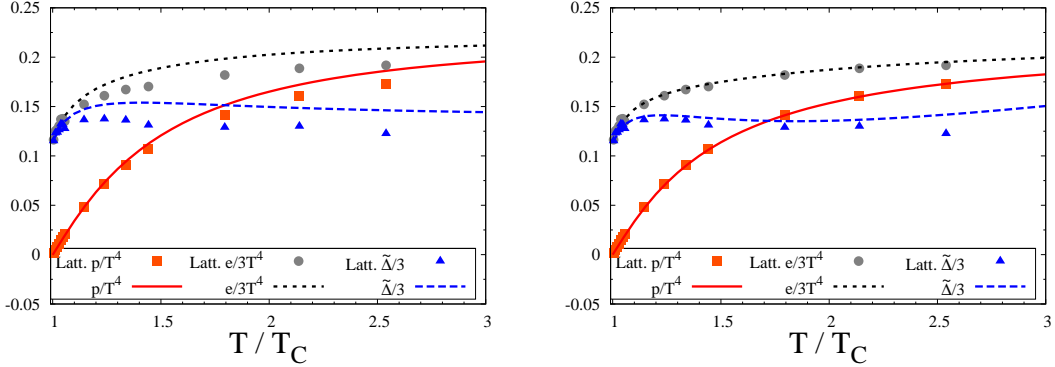 0.25
0.2
0.15
0.1
0.05
0
-0.05
Latt. p/T⁴ Latt. e/3T⁴ Latt. Δ̃/3
p/T⁴ e/3T⁴ Δ̃/3
1 1.5 2 2.5 3
T / T_C
0.25
0.2
0.15
0.1
0.05
0
-0.05
Latt. p/T⁴ Latt. e/3T⁴ Latt. Δ̃/3
p/T⁴ e/3T⁴ Δ̃/3
1 1.5 2 2.5 3
T / T_C